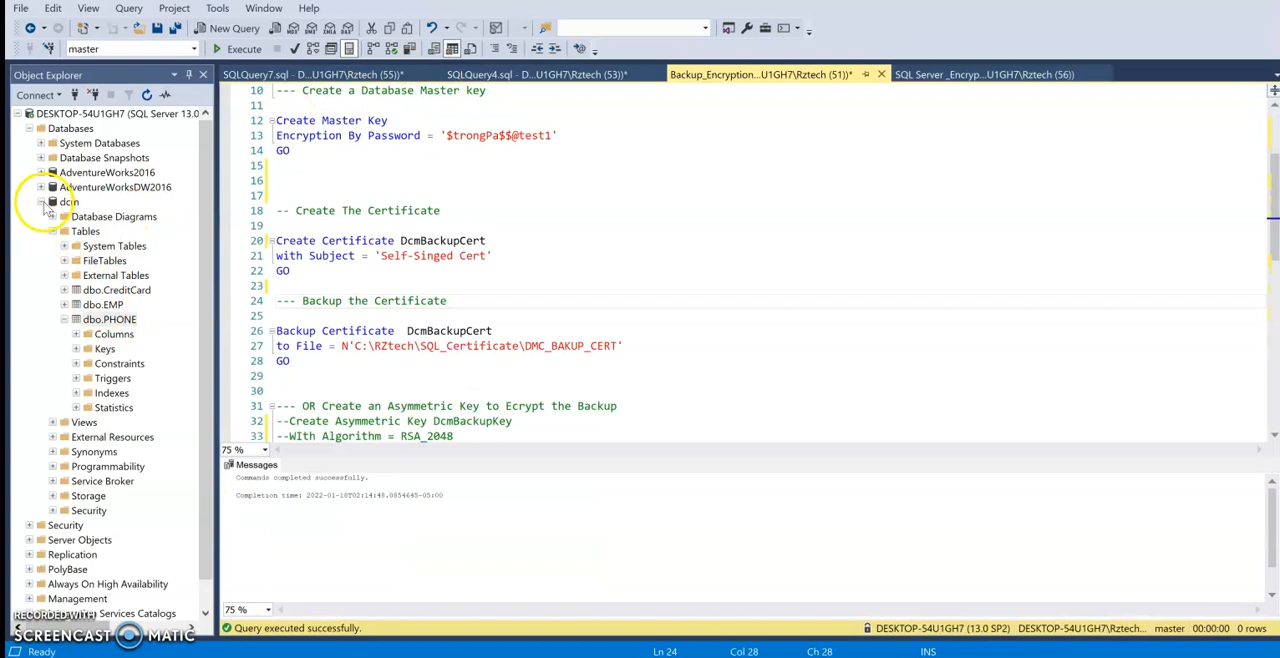 File Edit View Query Project Tools Window Help
New Query
master Execute
Object Explorer
SQLQuery7.sql - D...U1GH7\Rztech (55))* SQLQuery4.sql - D...U1GH7\Rztech (53))* Backup_Encryption...U1GH7\Rztech (51))* SQL Server _Encryp...U1GH7\Rztech (56))
Connect
DESKTOP-54U1GH7 (SQL Server 13.0
Databases
System Databases
Database Snapshots
AdventureWorks2016
AdventureWorksDW2016
dcm
Database Diagrams
Tables
System Tables
FileTables
External Tables
dbo.CreditCard
dbo.EMP
dbo.PHONE
Columns
Keys
Constraints
Triggers
Indexes
Statistics
Views
External Resources
Synonyms
Programmability
Service Broker
Storage
Security
Security
Server Objects
Replication
PolyBase
Always On High Availability
Management
Services Catalogs
RECORDED WITH
SCREENCAST MATIC
10 --- Create a Database Master key
11
12 Create Master Key
13 Encryption By Password = '$trongPa$$@test1'
14 GO
15
16
17
18 -- Create The Certificate
19
20 Create Certificate DcmBackupCert
21 with Subject = 'Self-Singed Cert'
22 GO
23
24 --- Backup the Certificate
25
26 Backup Certificate DcmBackupCert
27 to File = N'C:\RZtech\SQL_Certificate\DMC_BAKUP_CERT'
28 GO
29
30
31 --- OR Create an Asymmetric Key to Ecrypt the Backup
32 --Create Asymmetric Key DcmBackupKey
33 --WIth Algorithm = RSA_2048
75 %
Messages
Commands completed successfully.
Completion time: 2022-01-18T02:14:48.0854645-05:00
75 %
Query executed successfully. DESKTOP-54U1GH7 (13.0 SP2) DESKTOP-54U1GH7\Rztech... master 00:00:00 0 rows
Ready Ln 24 Col 28 Ch 28 INS